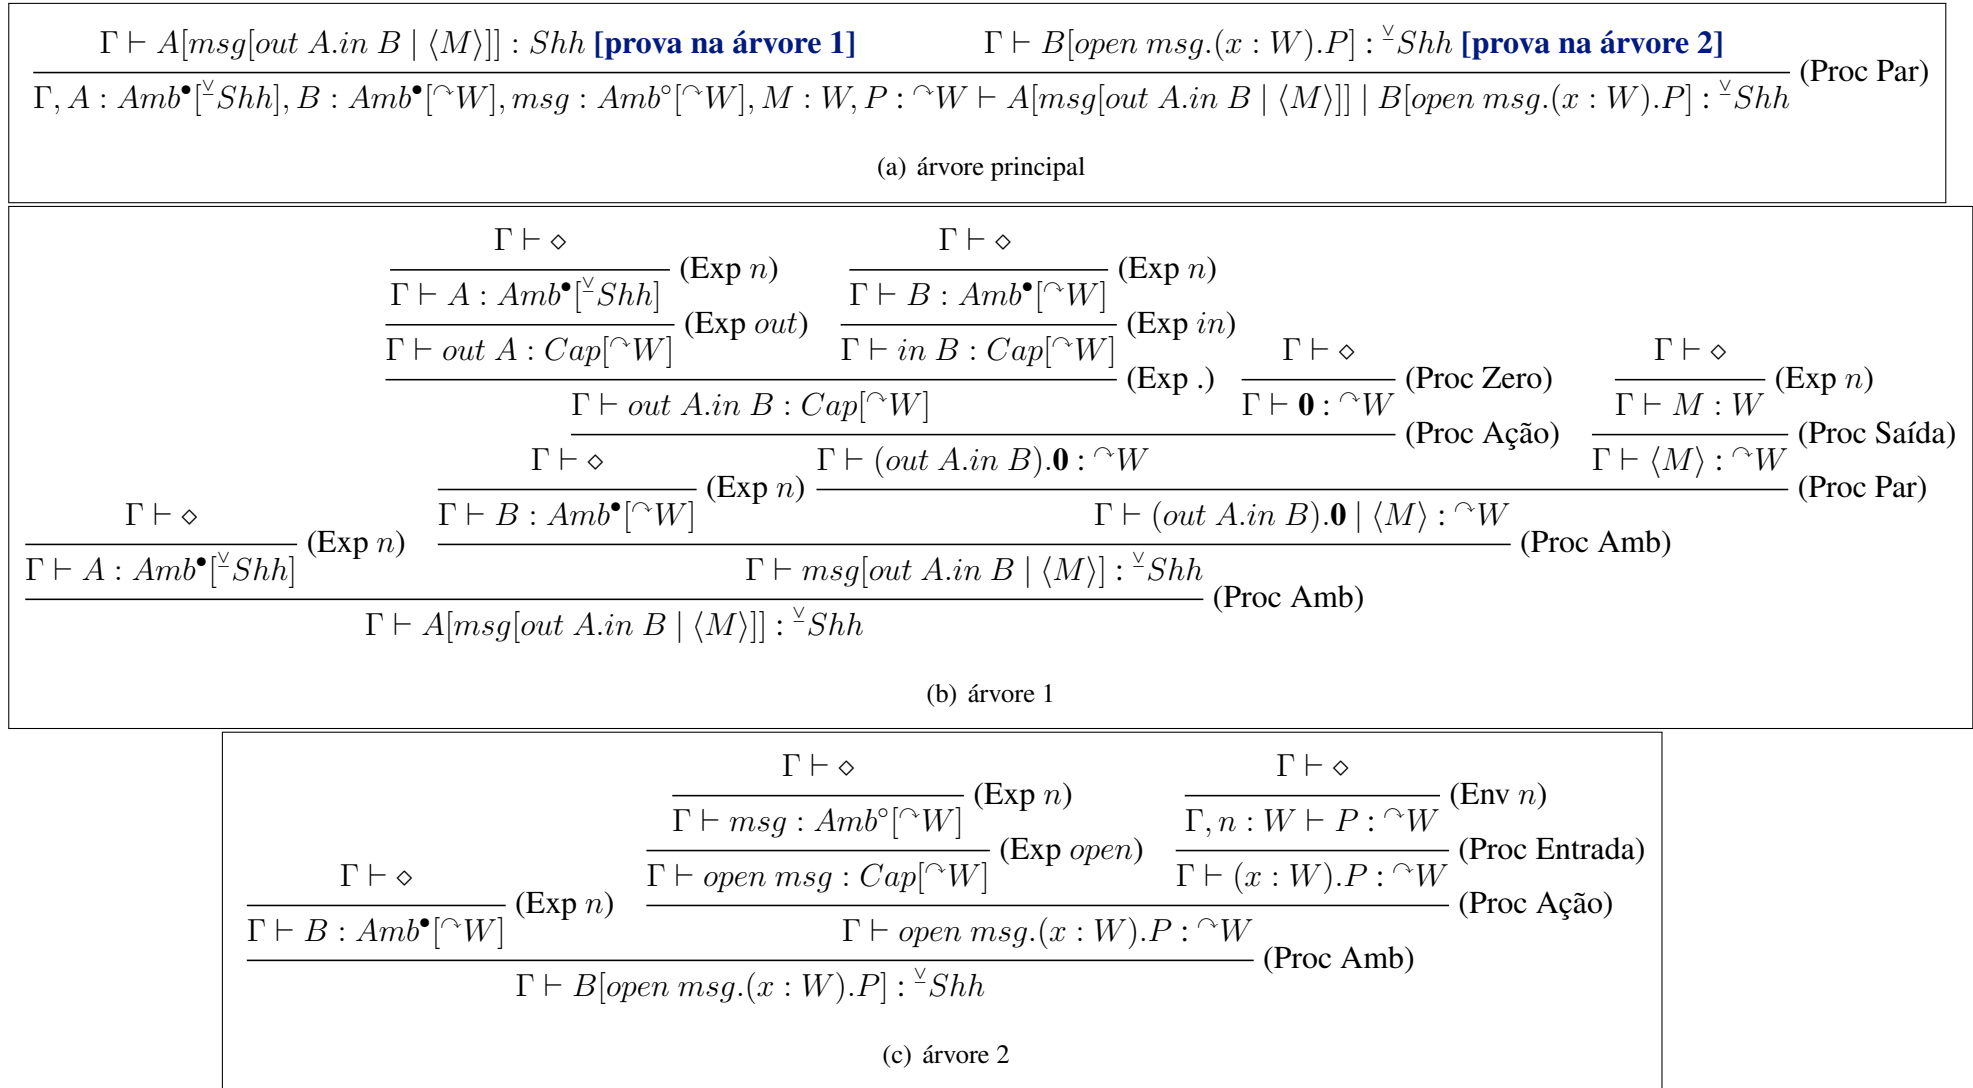 Γ ⊢ A[msg[out A.in B | ⟨M⟩]] : Shh [prova na árvore 1] Γ ⊢ B[open msg.(x : W).P] : ⊻Shh [prova na árvore 2]
(Proc Par)
Γ, A : Amb•[⊻Shh], B : Amb•[↷W], msg : Amb◦[↷W], M : W, P : ↷W ⊢ A[msg[out A.in B | ⟨M⟩]] | B[open msg.(x : W).P] : ⊻Shh
(a) árvore principal
Γ ⊢ ⋄ Γ ⊢ ⋄
(Exp n) (Exp n)
Γ ⊢ A : Amb•[⊻Shh] Γ ⊢ B : Amb•[↷W]
(Exp out) (Exp in)
Γ ⊢ out A : Cap[↷W] Γ ⊢ in B : Cap[↷W] Γ ⊢ ⋄ Γ ⊢ ⋄
(Exp .) (Proc Zero) (Exp n)
Γ ⊢ out A.in B : Cap[↷W] Γ ⊢ 0 : ↷W Γ ⊢ M : W
(Proc Ação) (Proc Saída)
Γ ⊢ ⋄ Γ ⊢ (out A.in B).0 : ↷W Γ ⊢ ⟨M⟩ : ↷W
(Exp n) (Proc Par)
Γ ⊢ ⋄ Γ ⊢ B : Amb•[↷W] Γ ⊢ (out A.in B).0 | ⟨M⟩ : ↷W
(Exp n) (Proc Amb)
Γ ⊢ A : Amb•[⊻Shh] Γ ⊢ msg[out A.in B | ⟨M⟩] : ⊻Shh
(Proc Amb)
Γ ⊢ A[msg[out A.in B | ⟨M⟩]] : ⊻Shh
(b) árvore 1
Γ ⊢ ⋄ Γ ⊢ ⋄
(Exp n) (Env n)
Γ ⊢ msg : Amb◦[↷W] Γ, n : W ⊢ P : ↷W
(Exp open) (Proc Entrada)
Γ ⊢ ⋄ Γ ⊢ open msg : Cap[↷W] Γ ⊢ (x : W).P : ↷W
(Exp n) (Proc Ação)
Γ ⊢ B : Amb•[↷W] Γ ⊢ open msg.(x : W).P : ↷W
(Proc Amb)
Γ ⊢ B[open msg.(x : W).P] : ⊻Shh
(c) árvore 2